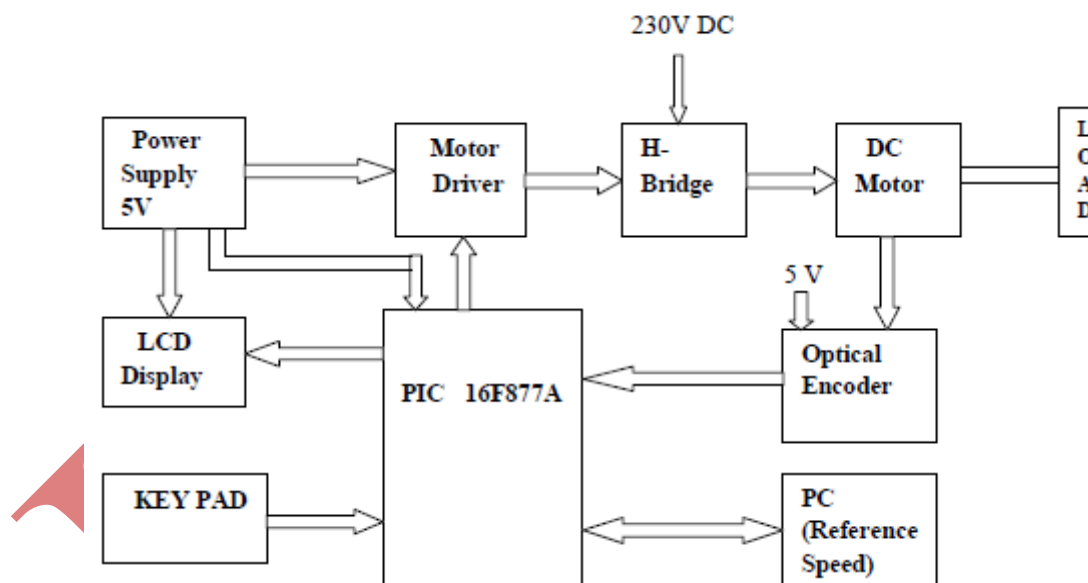 230V DC
Power
Supply
5V
Motor
Driver
H-
Bridge
DC
Motor
L
O
A
D
5 V
LCD
Display
PIC 16F877A
Optical
Encoder
KEY PAD
PC
(Reference
Speed)